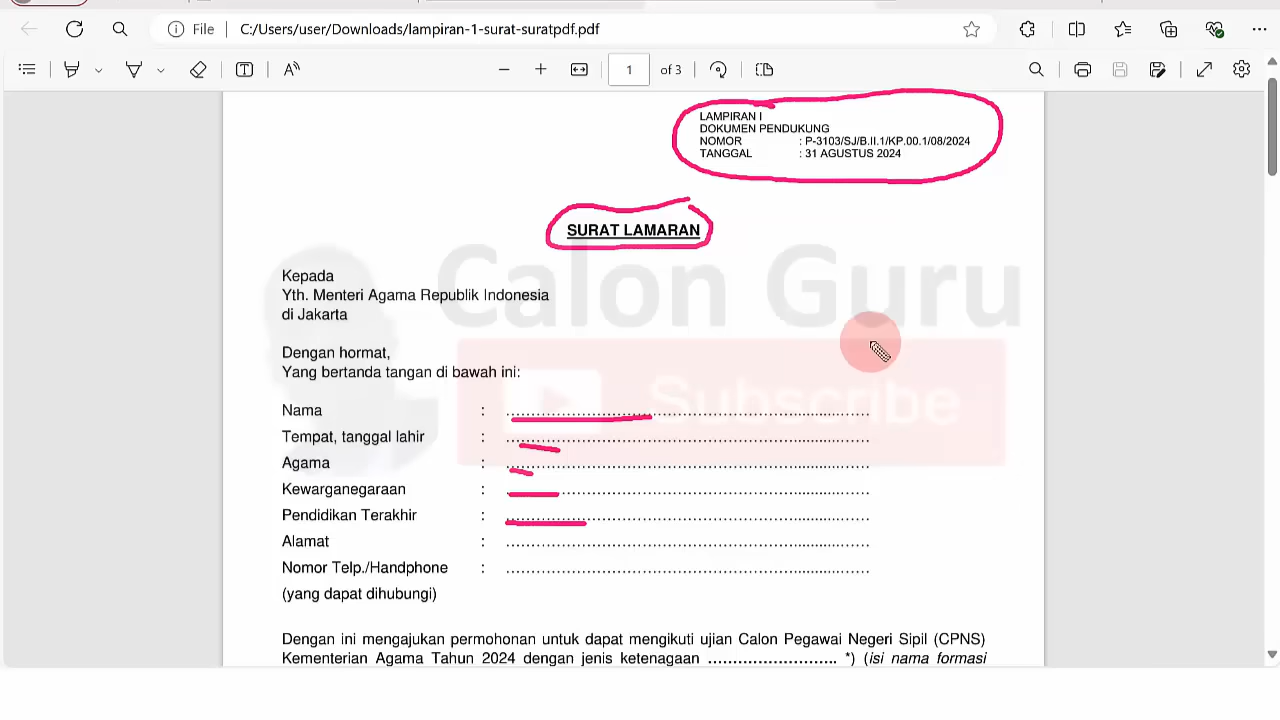 File C:/Users/user/Downloads/lampiran-1-surat-suratpdf.pdf
1 of 3
LAMPIRAN I
DOKUMEN PENDUKUNG
NOMOR : P-3103/SJ/B.II.1/KP.00.1/08/2024
TANGGAL : 31 AGUSTUS 2024
SURAT LAMARAN
Calon Guru
Subscribe
Kepada
Yth. Menteri Agama Republik Indonesia
di Jakarta
Dengan hormat,
Yang bertanda tangan di bawah ini:
Nama : ........................................................................
Tempat, tanggal lahir : ........................................................................
Agama : ........................................................................
Kewarganegaraan : ........................................................................
Pendidikan Terakhir : ........................................................................
Alamat : ........................................................................
Nomor Telp./Handphone : ........................................................................
(yang dapat dihubungi)
Dengan ini mengajukan permohonan untuk dapat mengikuti ujian Calon Pegawai Negeri Sipil (CPNS)
Kementerian Agama Tahun 2024 dengan jenis ketenagaan .......................... *) (isi nama formasi